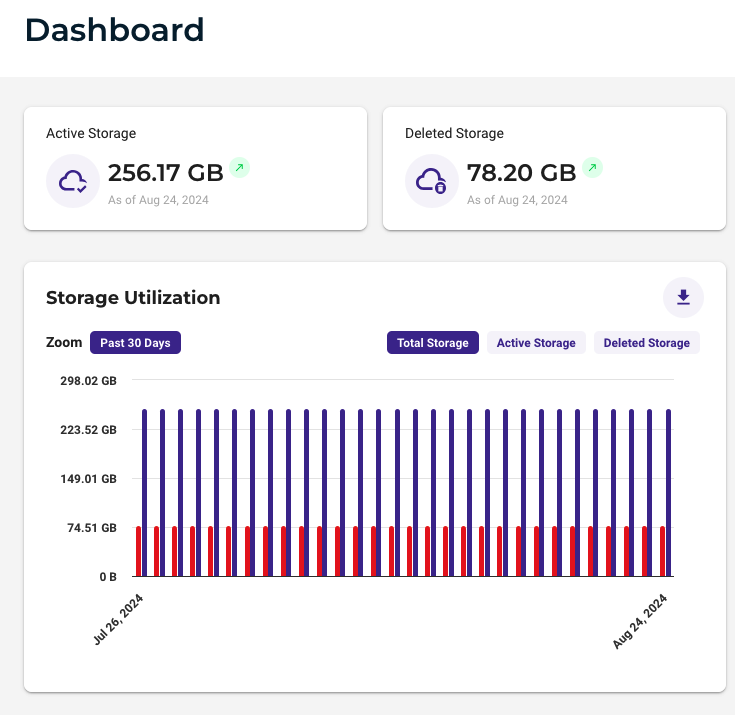 Dashboard
Active Storage
256.17 GB
As of Aug 24, 2024
Deleted Storage
78.20 GB
As of Aug 24, 2024
Storage Utilization
Zoom Past 30 Days Total Storage Active Storage Deleted Storage
298.02 GB
223.52 GB
149.01 GB
74.51 GB
0 B
Jul 26, 2024
Aug 24, 2024